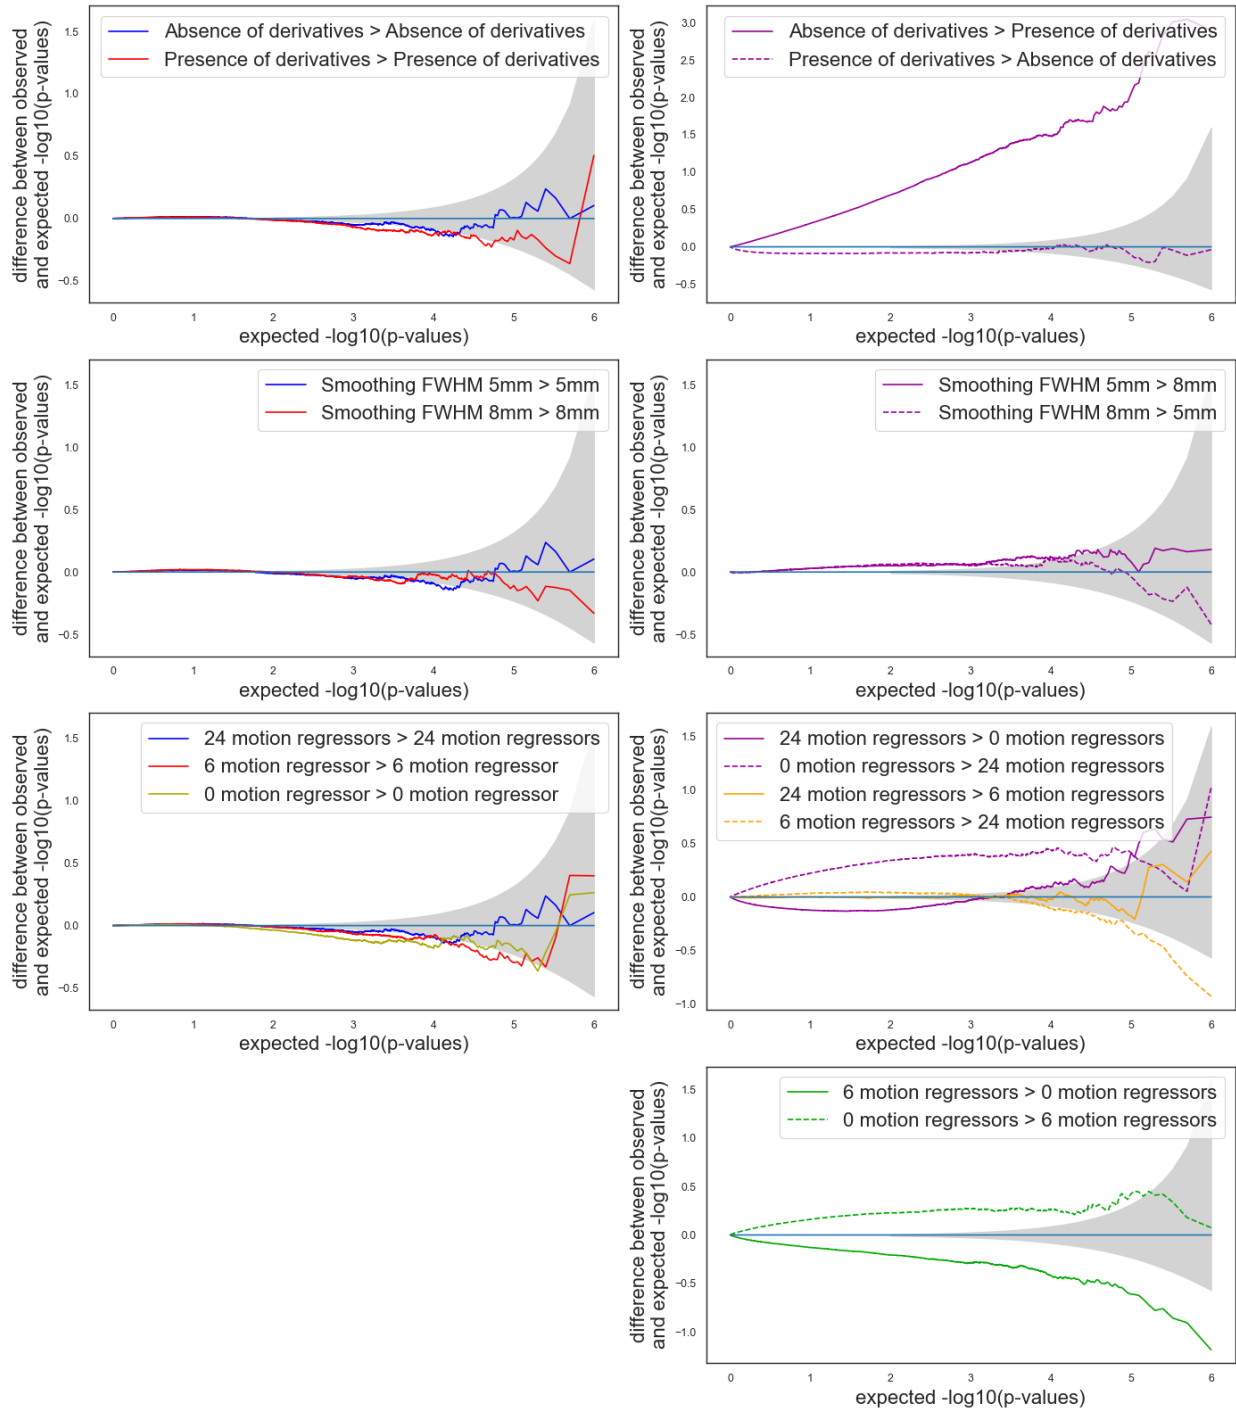 difference between observed
and expected -log10(p-values)
1.5
1.0
0.5
0.0
−0.5
Absence of derivatives > Absence of derivatives
Presence of derivatives > Presence of derivatives
0 1 2 3 4 5 6
expected -log10(p-values)
difference between observed
and expected -log10(p-values)
3.0
2.5
2.0
1.5
1.0
0.5
0.0
−0.5
Absence of derivatives > Presence of derivatives
Presence of derivatives > Absence of derivatives
0 1 2 3 4 5 6
expected -log10(p-values)
difference between observed
and expected -log10(p-values)
1.5
1.0
0.5
0.0
−0.5
Smoothing FWHM 5mm > 5mm
Smoothing FWHM 8mm > 8mm
0 1 2 3 4 5 6
expected -log10(p-values)
difference between observed
and expected -log10(p-values)
1.5
1.0
0.5
0.0
−0.5
Smoothing FWHM 5mm > 8mm
Smoothing FWHM 8mm > 5mm
0 1 2 3 4 5 6
expected -log10(p-values)
difference between observed
and expected -log10(p-values)
1.5
1.0
0.5
0.0
−0.5
24 motion regressors > 24 motion regressors
6 motion regressor > 6 motion regressor
0 motion regressor > 0 motion regressor
0 1 2 3 4 5 6
expected -log10(p-values)
difference between observed
and expected -log10(p-values)
1.5
1.0
0.5
0.0
−0.5
−1.0
24 motion regressors > 0 motion regressors
0 motion regressors > 24 motion regressors
24 motion regressors > 6 motion regressors
6 motion regressors > 24 motion regressors
0 1 2 3 4 5 6
expected -log10(p-values)
difference between observed
and expected -log10(p-values)
1.5
1.0
0.5
0.0
−0.5
−1.0
6 motion regressors > 0 motion regressors
0 motion regressors > 6 motion regressors
0 1 2 3 4 5 6
expected -log10(p-values)